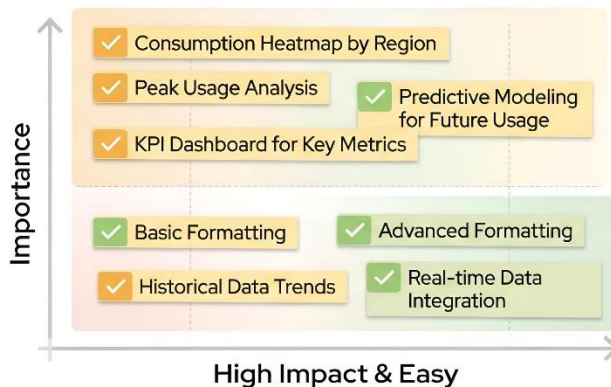 Importance
Consumption Heatmap by Region
Peak Usage Analysis
Predictive Modeling
for Future Usage
KPI Dashboard for Key Metrics
Basic Formatting
Advanced Formatting
Historical Data Trends
Real-time Data
Integration
High Impact & Easy